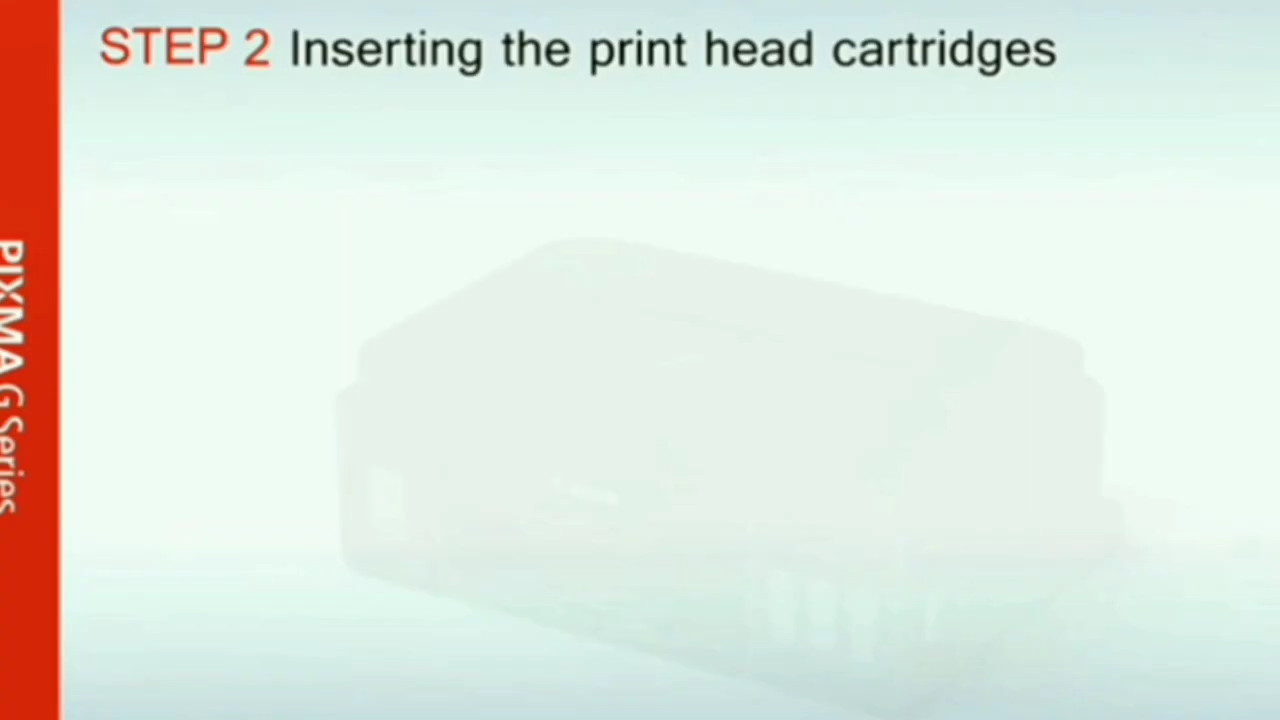 STEP 2 Inserting the print head cartridges
PIXMA G Series